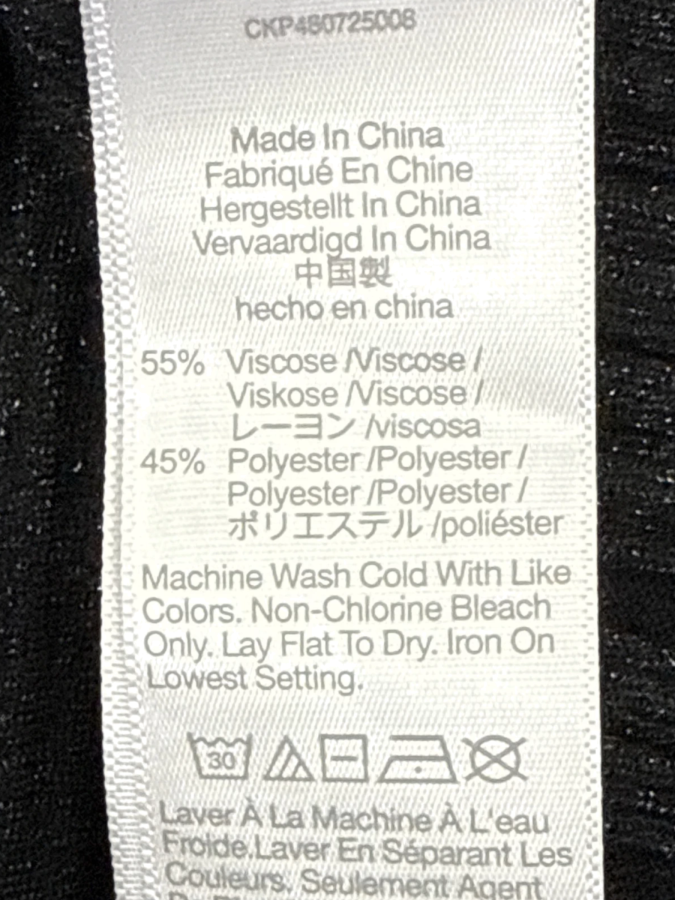 CKP480725008
Made In China
Fabriqué En Chine
Hergestellt In China
Vervaardigd In China
中国製
hecho en china
55% Viscose /Viscose /
Viskose /Viscose /
レーヨン /viscosa
45% Polyester /Polyester /
Polyester /Polyester /
ポリエステル /poliéster
Machine Wash Cold With Like
Colors. Non-Chlorine Bleach
Only. Lay Flat To Dry. Iron On
Lowest Setting.
30
Laver À La Machine À L'eau
Froide.Laver En Séparant Les
Couleurs. Seulement Agent